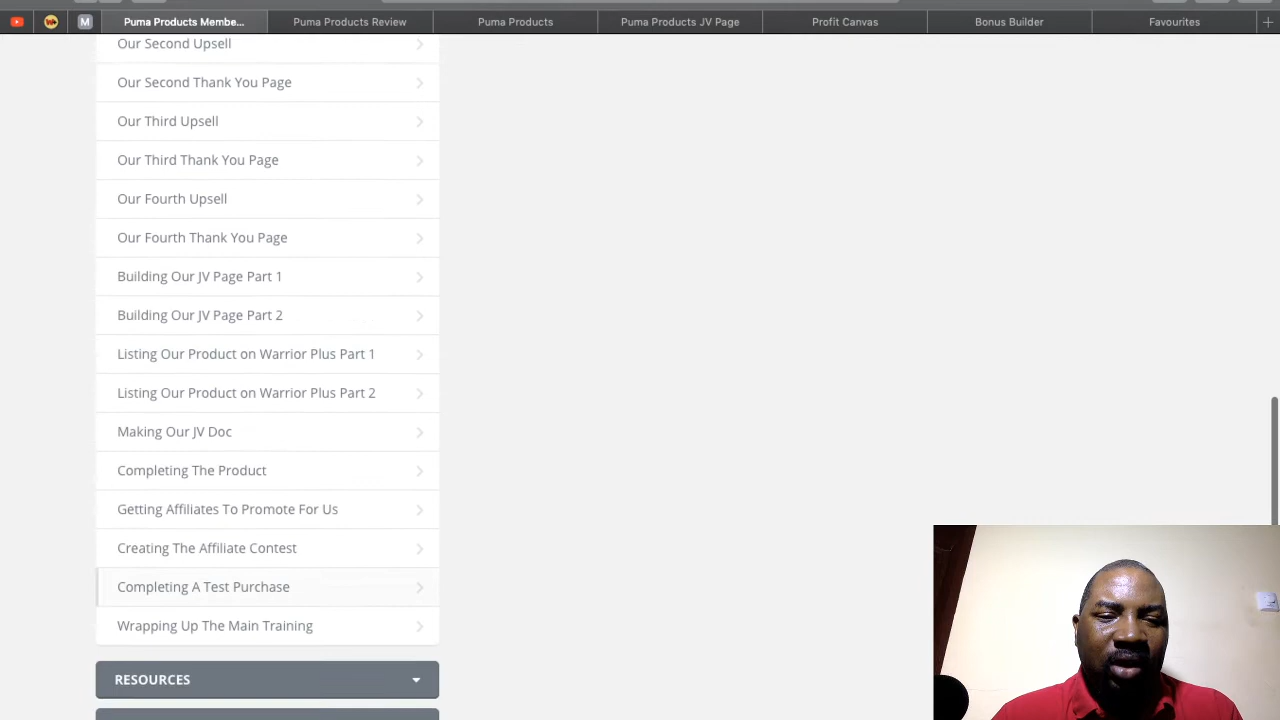 Puma Products Membe...
Puma Products Review
Puma Products
Puma Products JV Page
Profit Canvas
Bonus Builder
Favourites
M
Our Second Upsell
Our Second Thank You Page
Our Third Upsell
Our Third Thank You Page
Our Fourth Upsell
Our Fourth Thank You Page
Building Our JV Page Part 1
Building Our JV Page Part 2
Listing Our Product on Warrior Plus Part 1
Listing Our Product on Warrior Plus Part 2
Making Our JV Doc
Completing The Product
Getting Affiliates To Promote For Us
Creating The Affiliate Contest
Completing A Test Purchase
Wrapping Up The Main Training
RESOURCES